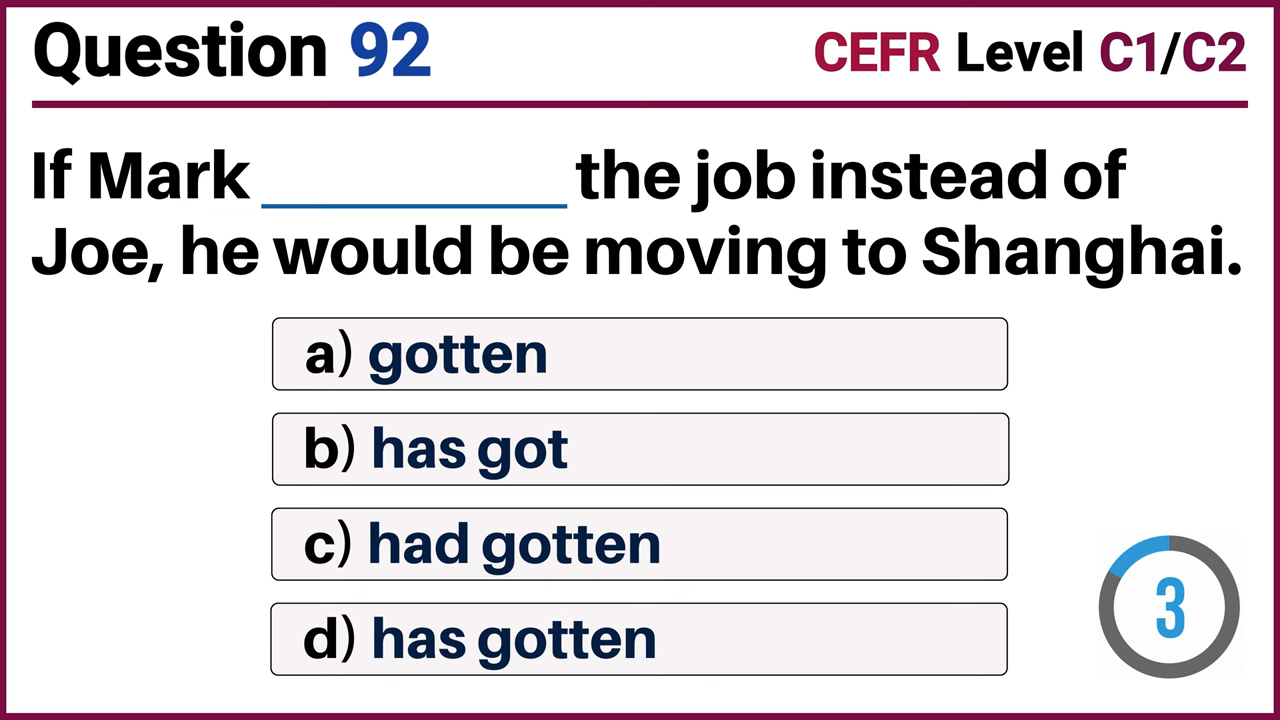 Question 92
CEFR Level C1/C2
If Mark __________ the job instead of
Joe, he would be moving to Shanghai.
a) gotten
b) has got
c) had gotten
d) has gotten
3